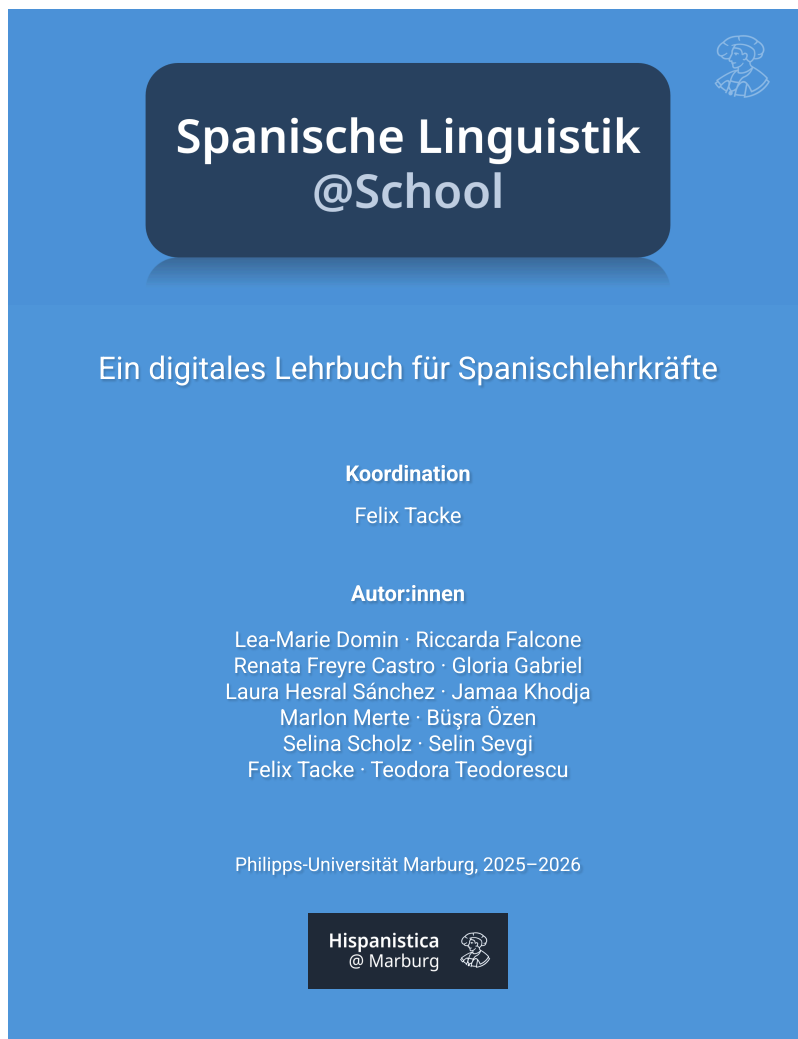 Spanische Linguistik
@School
Ein digitales Lehrbuch für Spanischlehrkräfte
Koordination
Felix Tacke
Autor:innen
Lea-Marie Domin · Riccarda Falcone
Renata Freyre Castro · Gloria Gabriel
Laura Hesral Sánchez · Jamaa Khodja
Marlon Merte · Büşra Özen
Selina Scholz · Selin Sevgi
Felix Tacke · Teodora Teodorescu
Philipps-Universität Marburg, 2025–2026
Hispanistica
@ Marburg